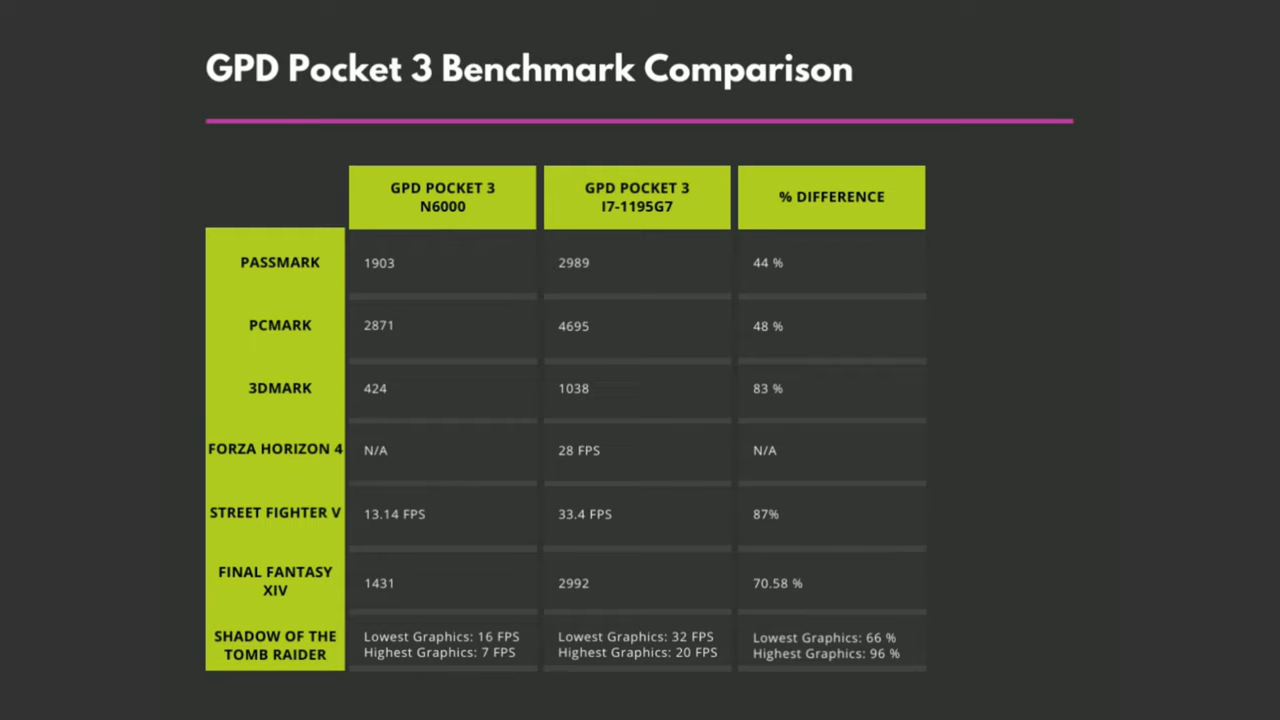 GPD Pocket 3 Benchmark Comparison
GPD POCKET 3
N6000
GPD POCKET 3
I7-1195G7
% DIFFERENCE
PASSMARK
1903
2989
44 %
PCMARK
2871
4695
48 %
3DMARK
424
1038
83 %
FORZA HORIZON 4
N/A
28 FPS
N/A
STREET FIGHTER V
13.14 FPS
33.4 FPS
87%
FINAL FANTASY
XIV
1431
2992
70.58 %
SHADOW OF THE
TOMB RAIDER
Lowest Graphics: 16 FPS
Highest Graphics: 7 FPS
Lowest Graphics: 32 FPS
Highest Graphics: 20 FPS
Lowest Graphics: 66 %
Highest Graphics: 96 %